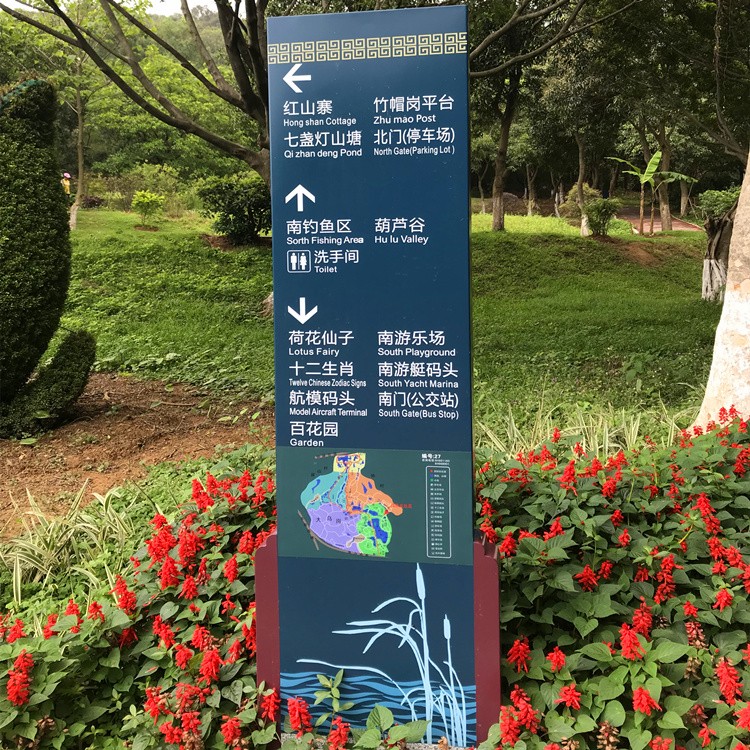 ←
红山寨 竹帽岗平台
Hong shan Cottage Zhu mao Post
七盏灯山塘 北门(停车场)
Qi zhan deng Pond North Gate(Parking Lot)
↑
南钓鱼区 葫芦谷
Sorth Fishing Area Hu lu Valley
洗手间
Toilet
↓
荷花仙子 南游乐场
Lotus Fairy South Playground
十二生肖 南游艇码头
Twelve Chinese Zodiac Signs South Yacht Marina
航模码头 南门(公交站)
Model Aircraft Terminal South Gate(Bus Stop)
百花园
Garden
编号:27